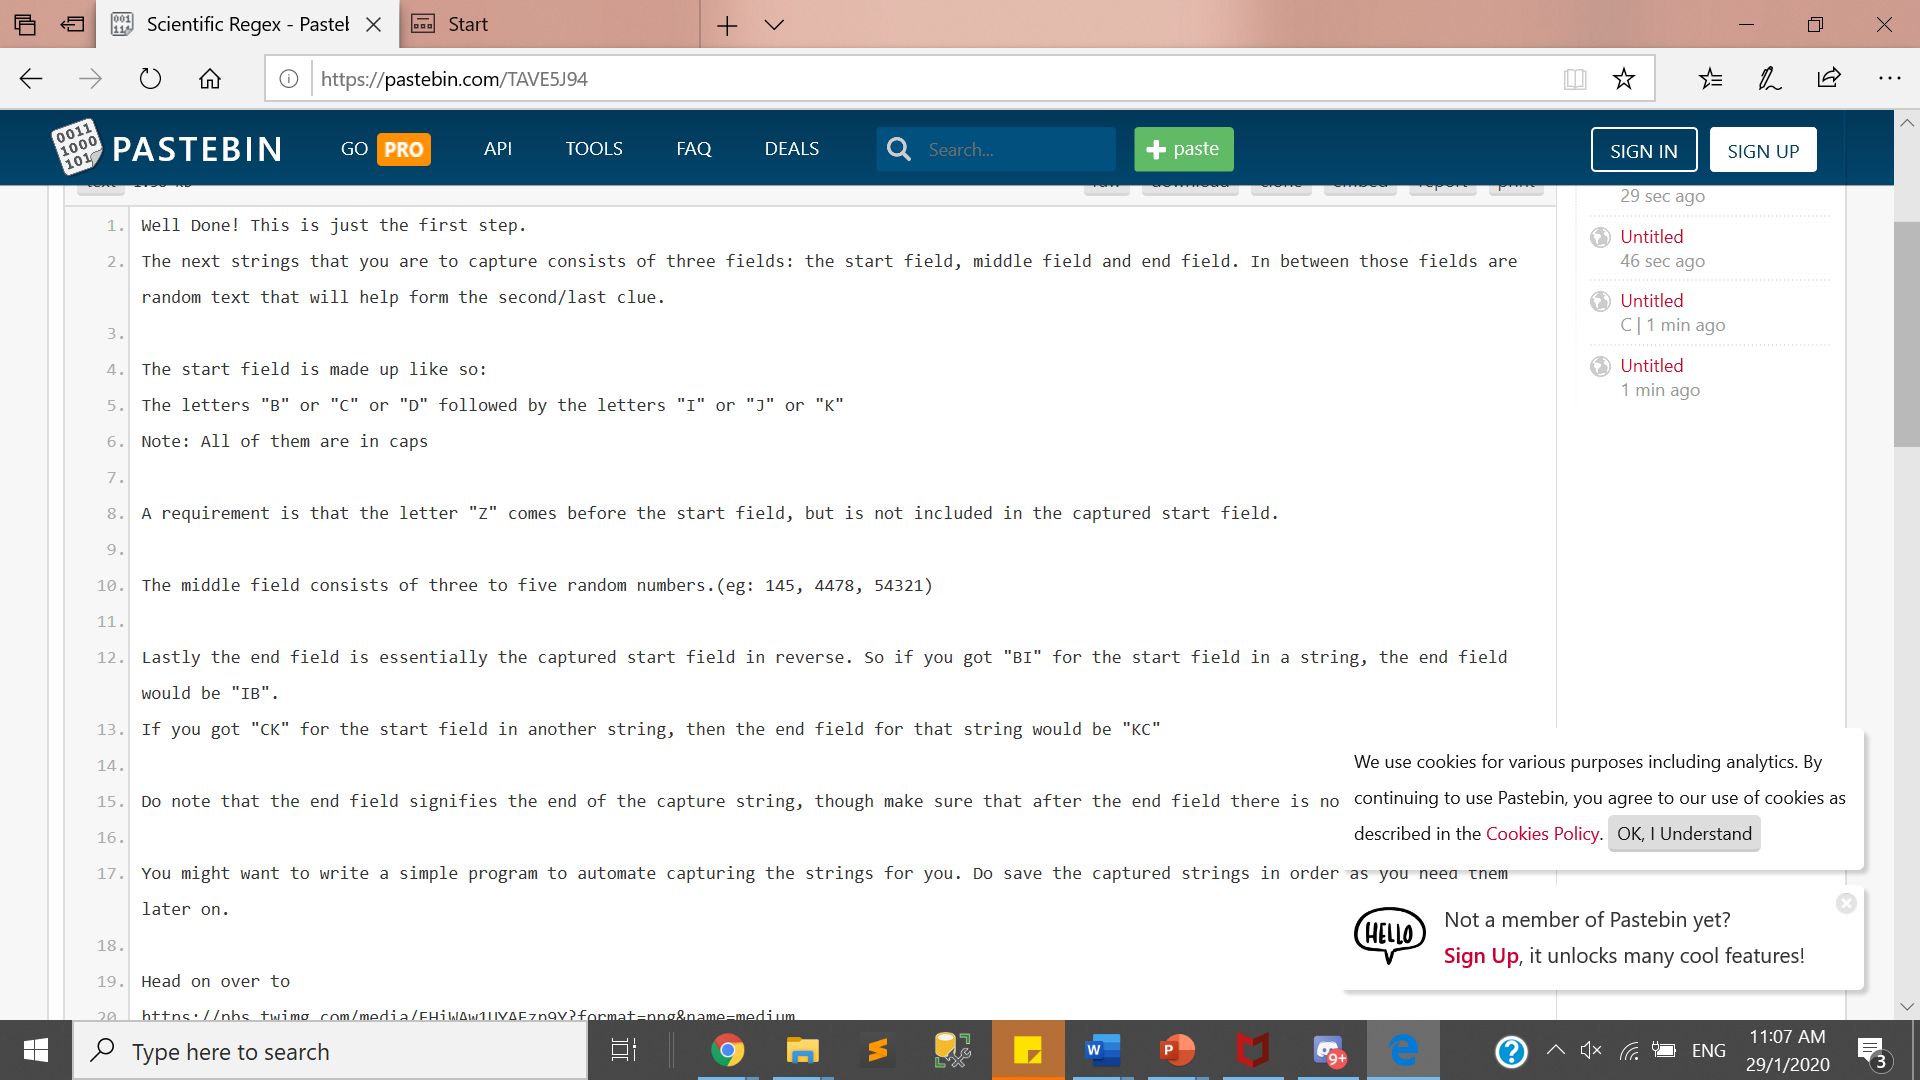 Scientific Regex - Paste
Start
https://pastebin.com/TAVE5J94
0011 1000 101
PASTEBIN
GO PRO
API
TOOLS
FAQ
DEALS
Search...
paste
SIGN IN
SIGN UP
29 sec ago
Untitled
46 sec ago
Untitled
C | 1 min ago
Untitled
1 min ago
1. Well Done! This is just the first step.
2. The next strings that you are to capture consists of three fields: the start field, middle field and end field. In between those fields are
random text that will help form the second/last clue.
3.
4. The start field is made up like so:
5. The letters "B" or "C" or "D" followed by the letters "I" or "J" or "K"
6. Note: All of them are in caps
7.
8. A requirement is that the letter "Z" comes before the start field, but is not included in the captured start field.
9.
10. The middle field consists of three to five random numbers.(eg: 145, 4478, 54321)
11.
12. Lastly the end field is essentially the captured start field in reverse. So if you got "BI" for the start field in a string, the end field
would be "IB".
13. If you got "CK" for the start field in another string, then the end field for that string would be "KC"
14.
15. Do note that the end field signifies the end of the capture string, though make sure that after the end field there is no
16.
17. You might want to write a simple program to automate capturing the strings for you. Do save the captured strings in order as you need them
later on.
18.
19. Head on over to
20.
We use cookies for various purposes including analytics. By
continuing to use Pastebin, you agree to our use of cookies as
described in the Cookies Policy. OK, I Understand
HELLO
Not a member of Pastebin yet?
Sign Up, it unlocks many cool features!
Type here to search
9+
ENG
11:07 AM
29/1/2020
3